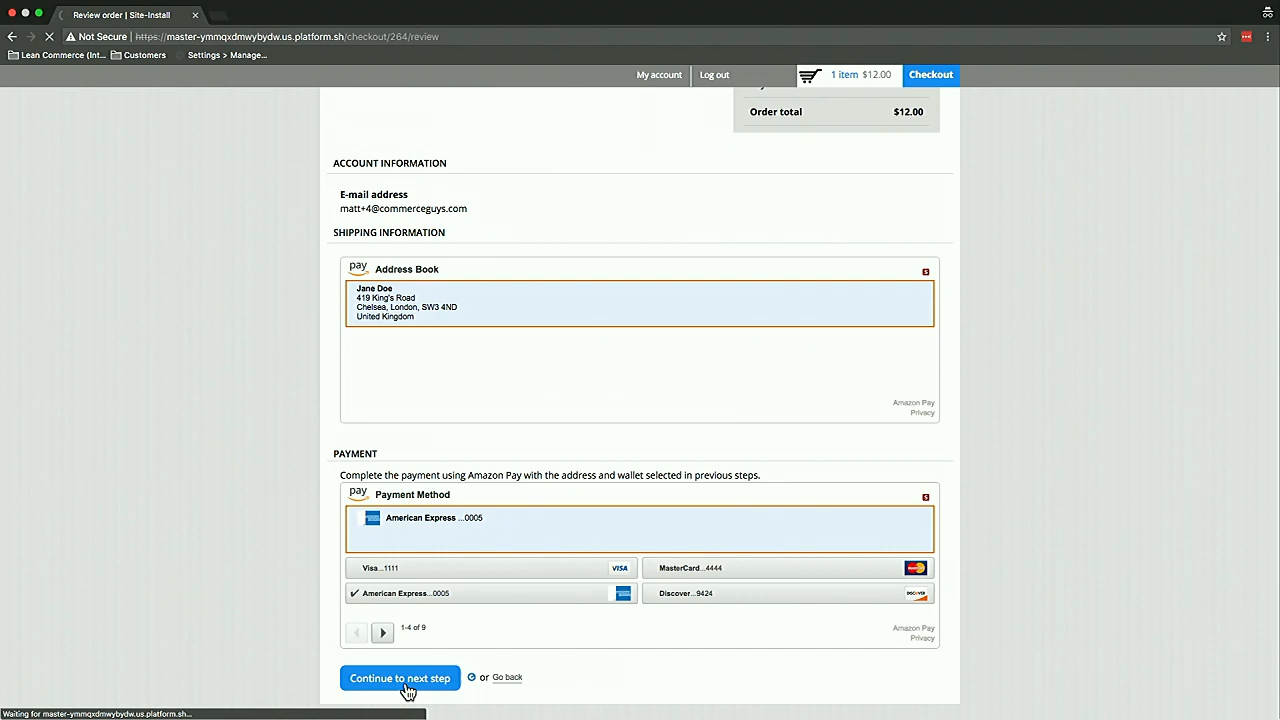 Review order | Site-Install
Not Secure https://master-ymmqxdmwybydw.us.platform.sh/checkout/264/review
Lean Commerce (Int... Customers Settings > Manage...
My account Log out 1 item $12.00 Checkout
Order total $12.00
ACCOUNT INFORMATION
E-mail address
matt+4@commerceguys.com
SHIPPING INFORMATION
pay Address Book
Jane Doe
419 King's Road
Chelsea, London, SW3 4ND
United Kingdom
Amazon Pay
Privacy
PAYMENT
Complete the payment using Amazon Pay with the address and wallet selected in previous steps.
pay Payment Method
American Express ...0005
Visa...1111 VISA MasterCard...4444
American Express...0005 Discover...9424 DISCOVER
1-4 of 9
Amazon Pay
Privacy
Continue to next step or Go back
Waiting for master-ymmqxdmwybydw.us.platform.sh...